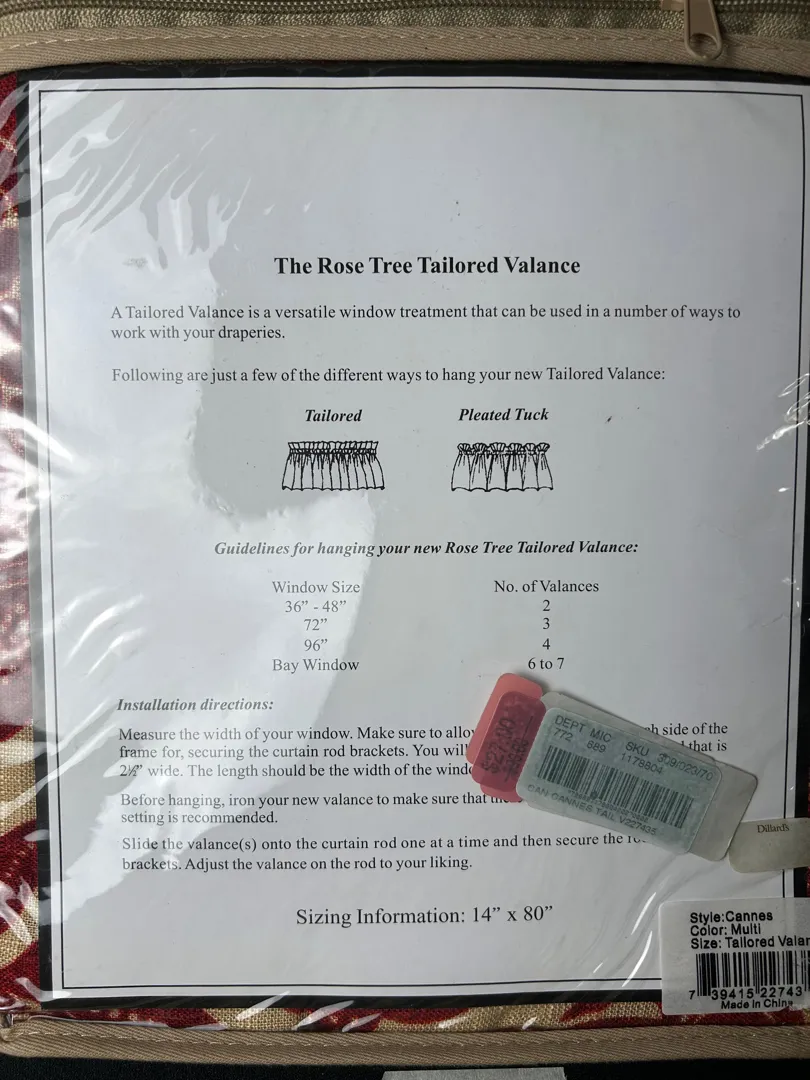 The Rose Tree Tailored Valance
A Tailored Valance is a versatile window treatment that can be used in a number of ways to
work with your draperies.
Following are just a few of the different ways to hang your new Tailored Valance:
Tailored
Pleated Tuck
Guidelines for hanging your new Rose Tree Tailored Valance:
Window Size No. of Valances
36” - 48” 2
72” 3
96” 4
Bay Window 6 to 7
Installation directions:
Measure the width of your window. Make sure to allow side of the
frame for, securing the curtain rod brackets. You will that is
2½” wide. The length should be the width of the
Before hanging, iron your new valance to make sure that
setting is recommended.
Slide the valance(s) onto the curtain rod one at a time and then secure the
brackets. Adjust the valance on the rod to your liking.
Sizing Information: 14” x 80”
DEPT MIC SKU
772 689 1178804
CAN CANNES TAIL V227435
Dillard's
Style:Cannes
Color: Multi
Size: Tailored
7 39415 22743
Made in China